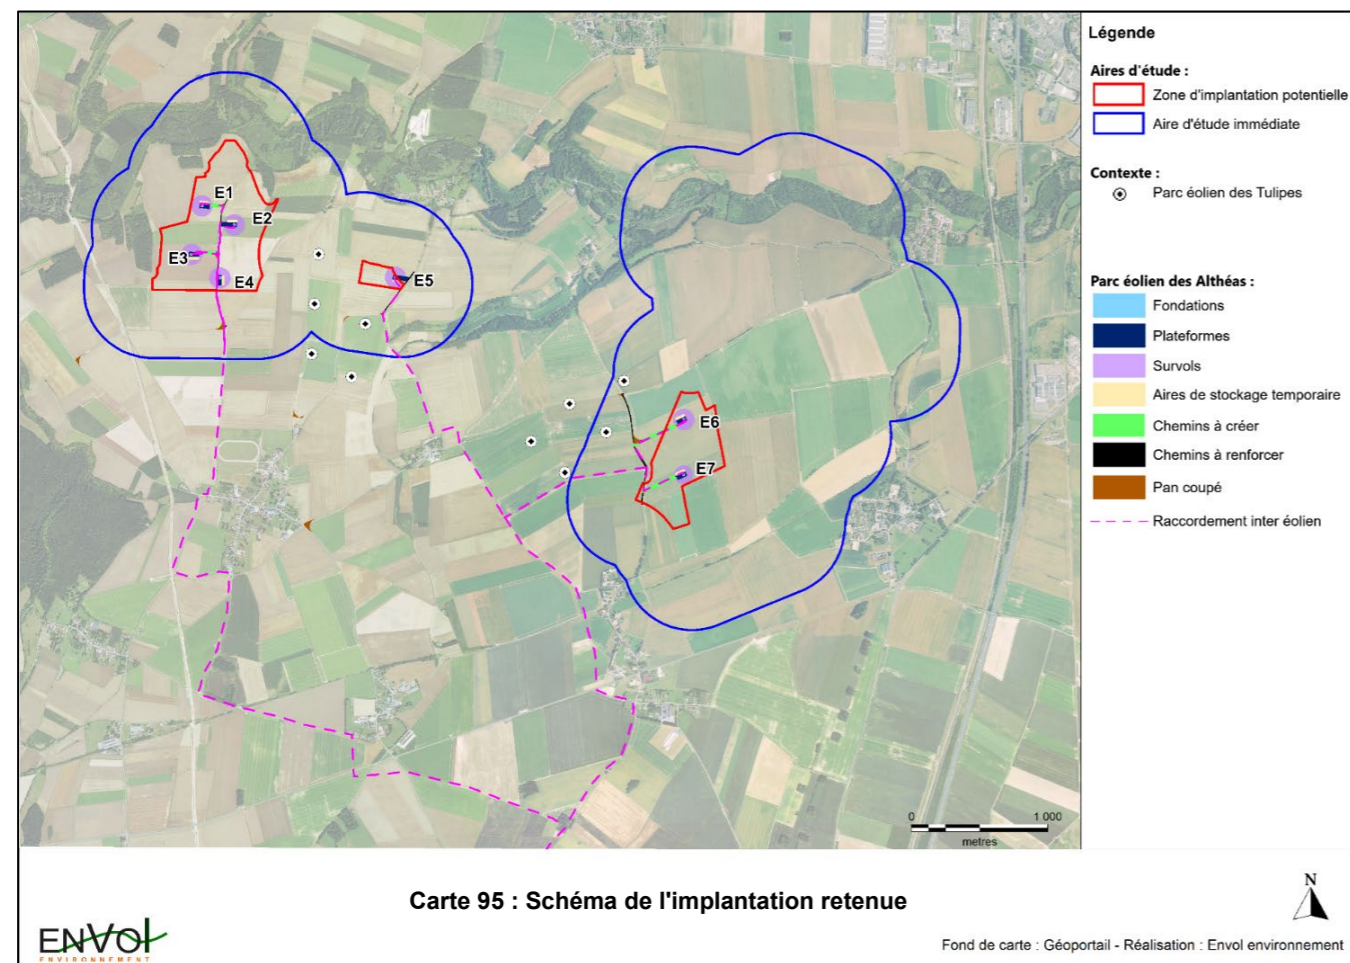 Légende
Aires d'étude :
Zone d'implantation potentielle
Aire d'étude immédiate
Contexte :
Parc éolien des Tulipes
Parc éolien des Althéas :
Fondations
Plateformes
Survols
Aires de stockage temporaire
Chemins à créer
Chemins à renforcer
Pan coupé
Raccordement inter éolien
E1
E2
E3
E4
E5
E6
E7
0 1 000
metres
Carte 95 : Schéma de l'implantation retenue
N
ENVOL
ENVIRONNEMENT
Fond de carte : Géoportail - Réalisation : Envol environnement